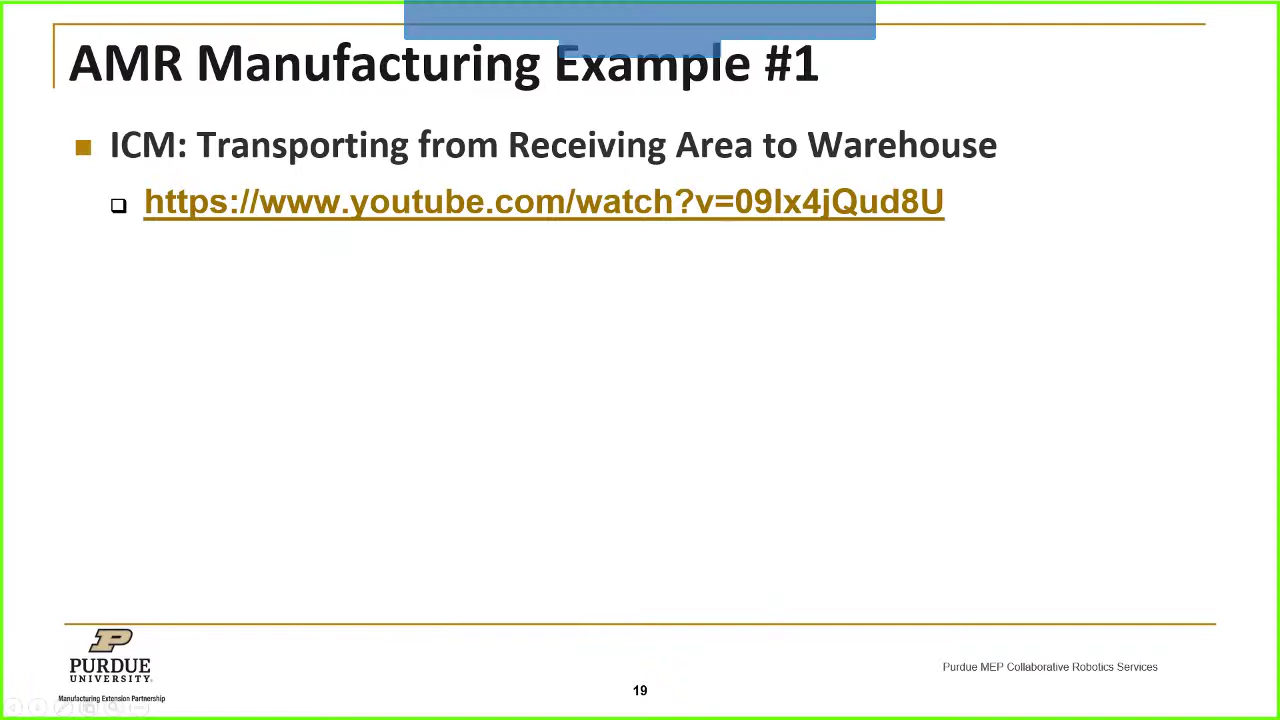 AMR Manufacturing Example #1
ICM: Transporting from Receiving Area to Warehouse
https://www.youtube.com/watch?v=09Ix4jQud8U
P
PURDUE
UNIVERSITY®
Manufacturing Extension Partnership
19
Purdue MEP Collaborative Robotics Services